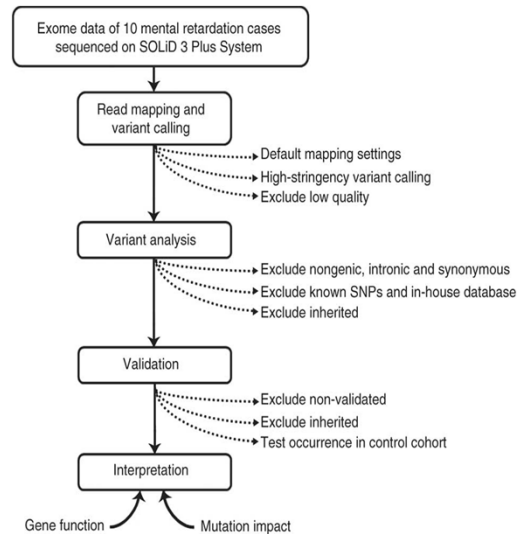 Exome data of 10 mental retardation cases
sequenced on SOLiD 3 Plus System
Read mapping and
variant calling
Default mapping settings
High-stringency variant calling
Exclude low quality
Variant analysis
Exclude nongenic, intronic and synonymous
Exclude known SNPs and in-house database
Exclude inherited
Validation
Exclude non-validated
Exclude inherited
Test occurrence in control cohort
Interpretation
Gene function
Mutation impact